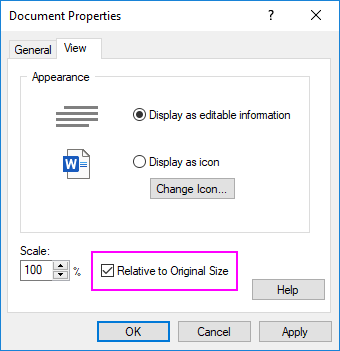 Document Properties
?
General
View
Appearance
Display as editable information
W
Display as icon
Change Icon...
Scale:
100
%
Relative to Original Size
Help
OK
Cancel
Apply